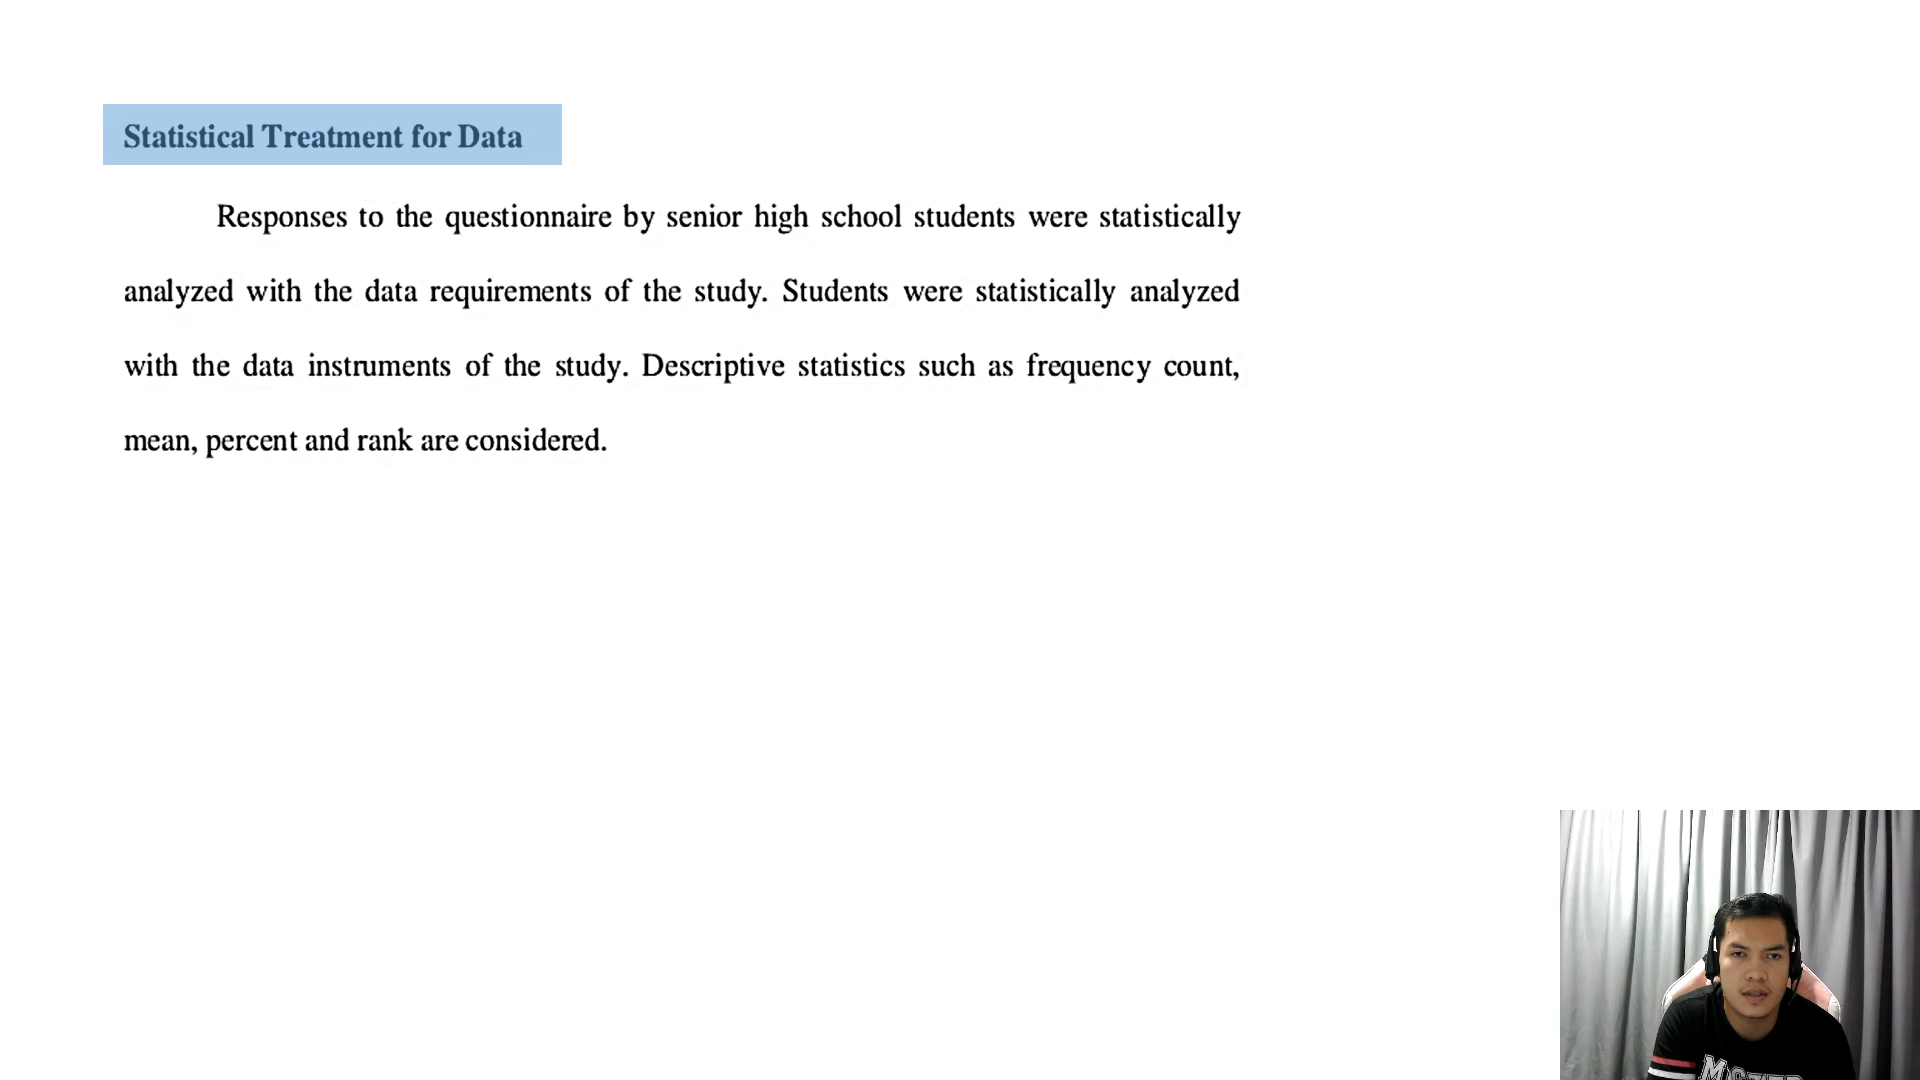 Statistical Treatment for Data
Responses to the questionnaire by senior high school students were statistically
analyzed with the data requirements of the study. Students were statistically analyzed
with the data instruments of the study. Descriptive statistics such as frequency count,
mean, percent and rank are considered.